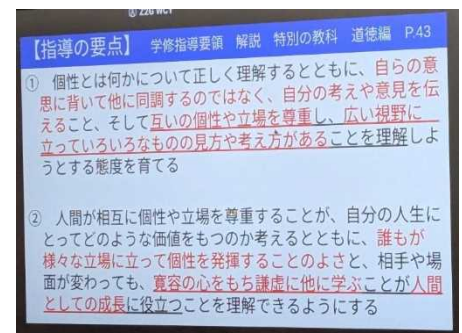 【指導の要点】 学修指導要領 解説 特別の教科 道徳編 P.43
① 個性とは何かについて正しく理解するとともに、自らの意
思に背いて他に同調するのではなく、自分の考えや意見を伝
えること、そして互いの個性や立場を尊重し、広い視野に
立っていろいろなものの見方や考え方があることを理解しよ
うとする態度を育てる
② 人間が相互に個性や立場を尊重することが、自分の人生に
とってどのような価値をもつのか考えるとともに、誰もが
様々な立場に立って個性を発揮することのよさと、相手や場
面が変わっても、寛容の心をもち謙虚に他に学ぶことが人間
としての成長に役立つことを理解できるようにする